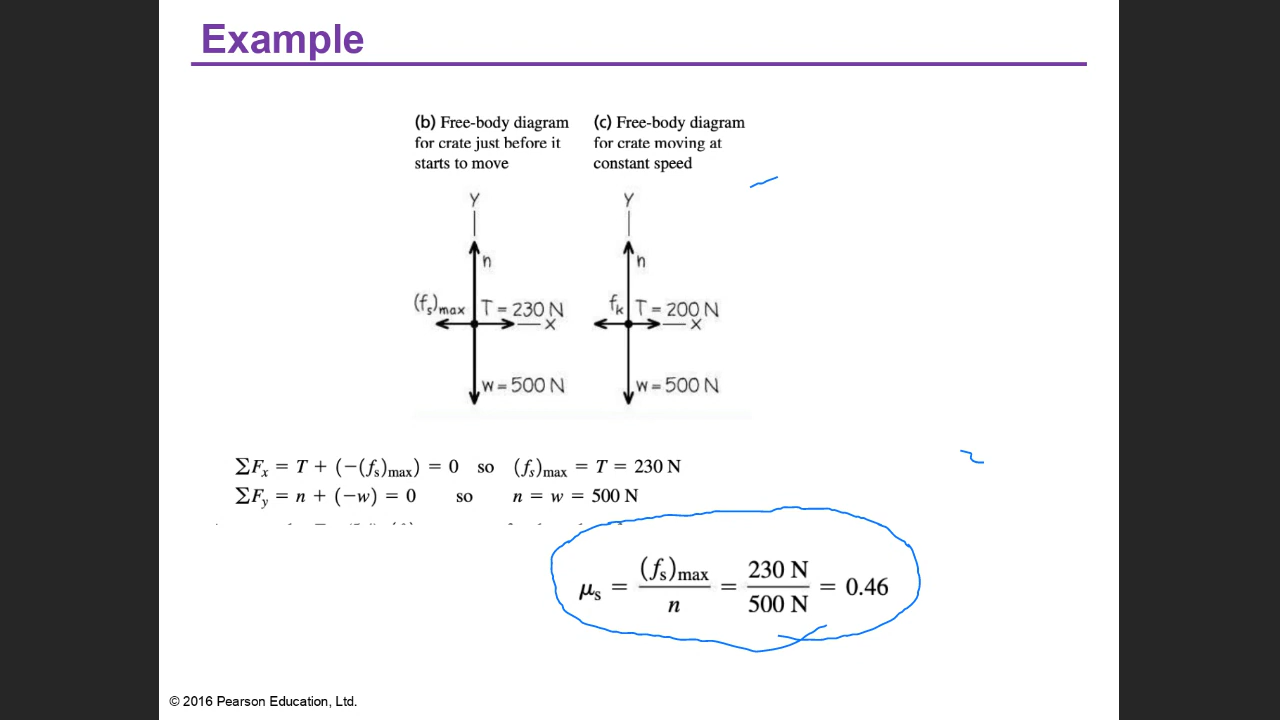 Example
(b) Free-body diagram
for crate just before it
starts to move
(c) Free-body diagram
for crate moving at
constant speed
Y
n
(fₛ)max T = 230 N
X
w = 500 N
Y
n
fₖ T = 200 N
X
w = 500 N
ΣFₓ = T + (−(fₛ)max) = 0 so (fₛ)max = T = 230 N
ΣFᵧ = n + (−w) = 0 so n = w = 500 N
μₛ = (fₛ)max / n = 230 N / 500 N = 0.46
© 2016 Pearson Education, Ltd.